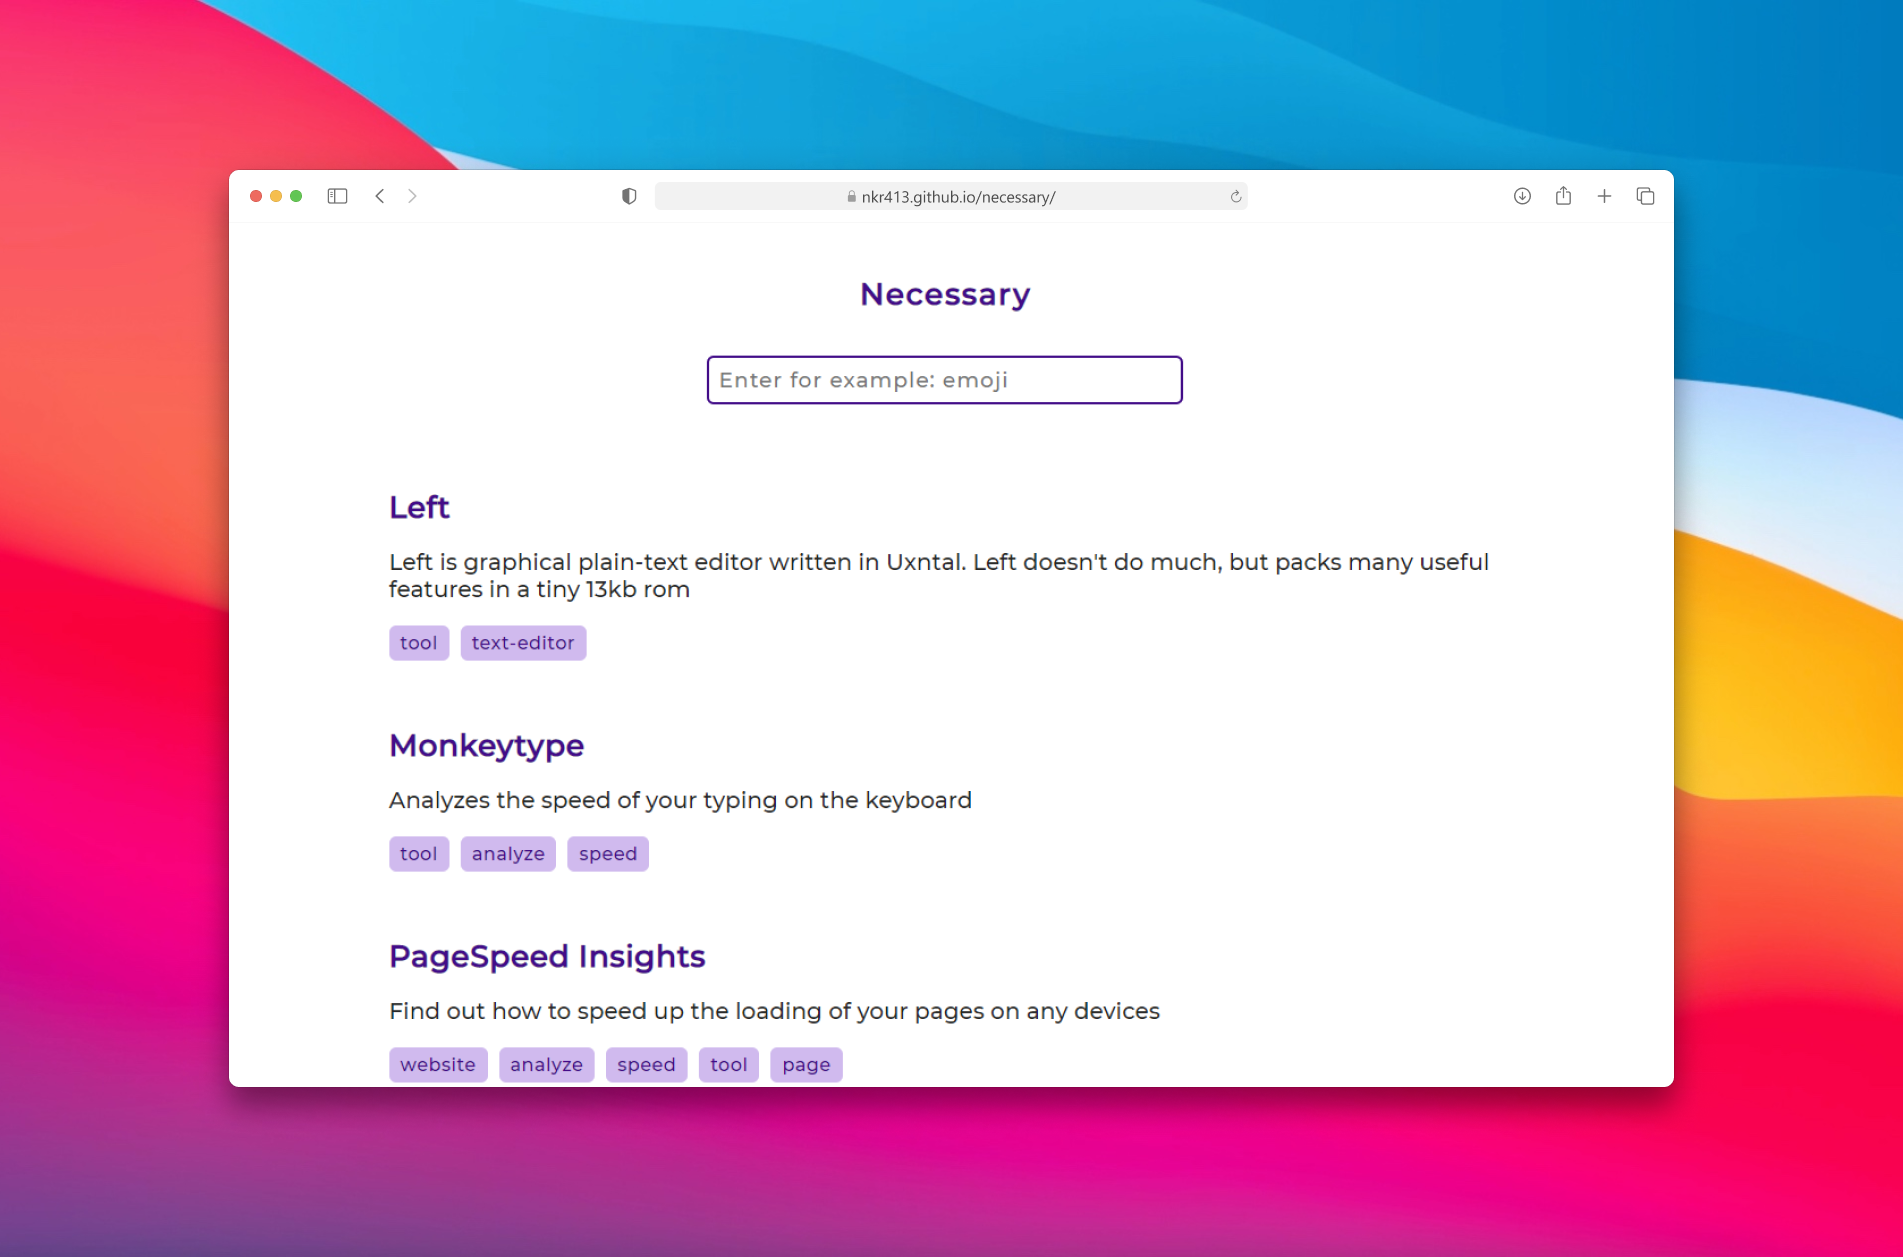 nkr413.github.io/necessary/
Necessary
Enter for example: emoji
Left
Left is graphical plain-text editor written in Uxntal. Left doesn't do much, but packs many useful
features in a tiny 13kb rom
tool text-editor
Monkeytype
Analyzes the speed of your typing on the keyboard
tool analyze speed
PageSpeed Insights
Find out how to speed up the loading of your pages on any devices
website analyze speed tool page